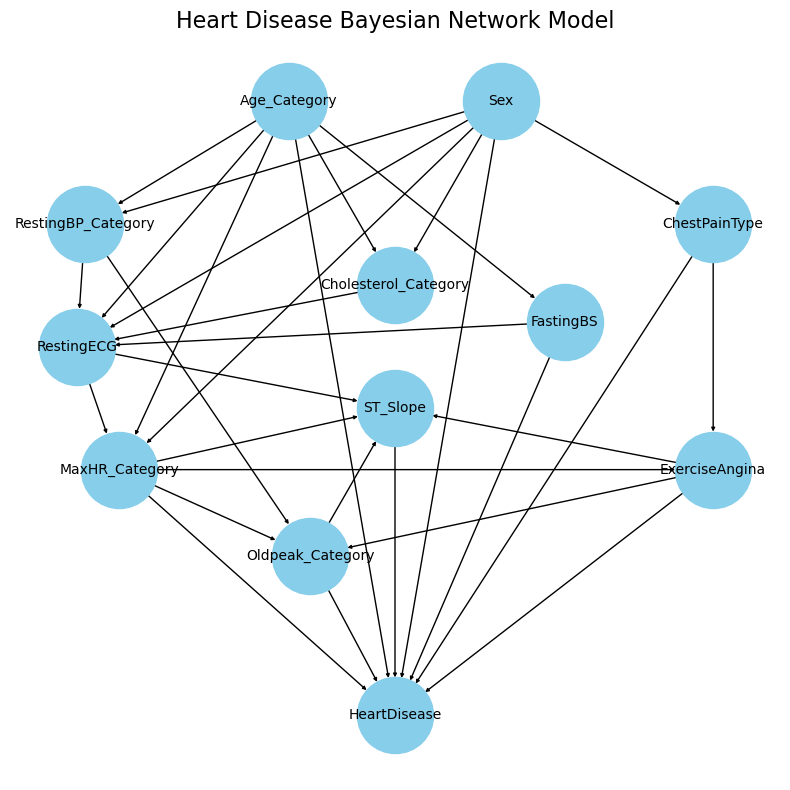 Heart Disease Bayesian Network Model
Age_Category
Sex
RestingBP_Category
ChestPainType
Cholesterol_Category
FastingBS
RestingECG
ST_Slope
MaxHR_Category
ExerciseAngina
Oldpeak_Category
HeartDisease